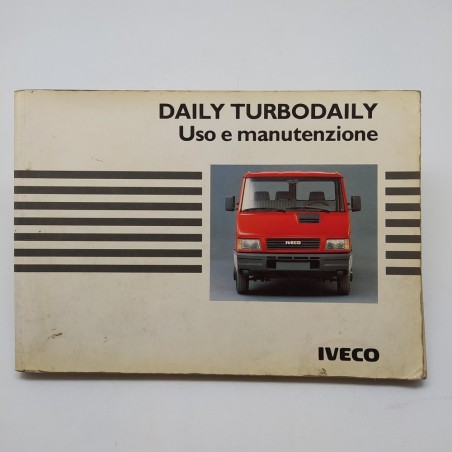 DAILY TURBODAILY
Uso e manutenzione
IVECO
IVECO